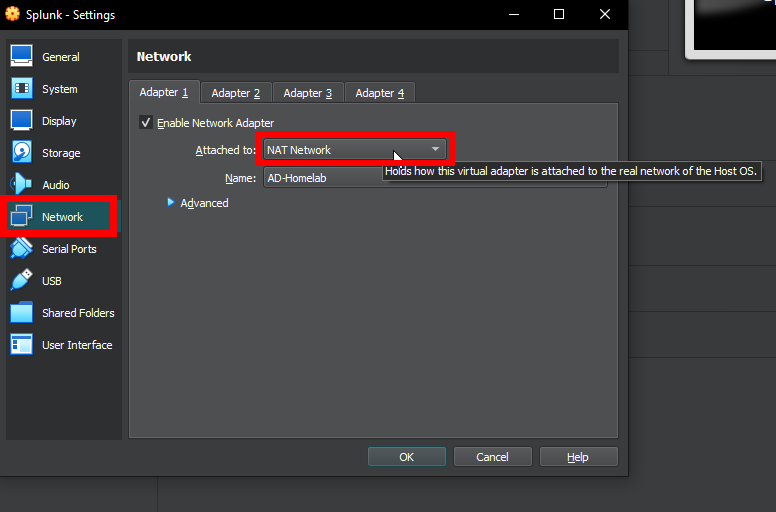 Splunk - Settings
General
System
Display
Storage
Audio
Network
Serial Ports
USB
Shared Folders
User Interface
Network
Adapter 1
Adapter 2
Adapter 3
Adapter 4
Enable Network Adapter
Attached to: NAT Network
Holds how this virtual adapter is attached to the real network of the Host OS.
Name: AD-Homelab
Advanced
OK
Cancel
Help